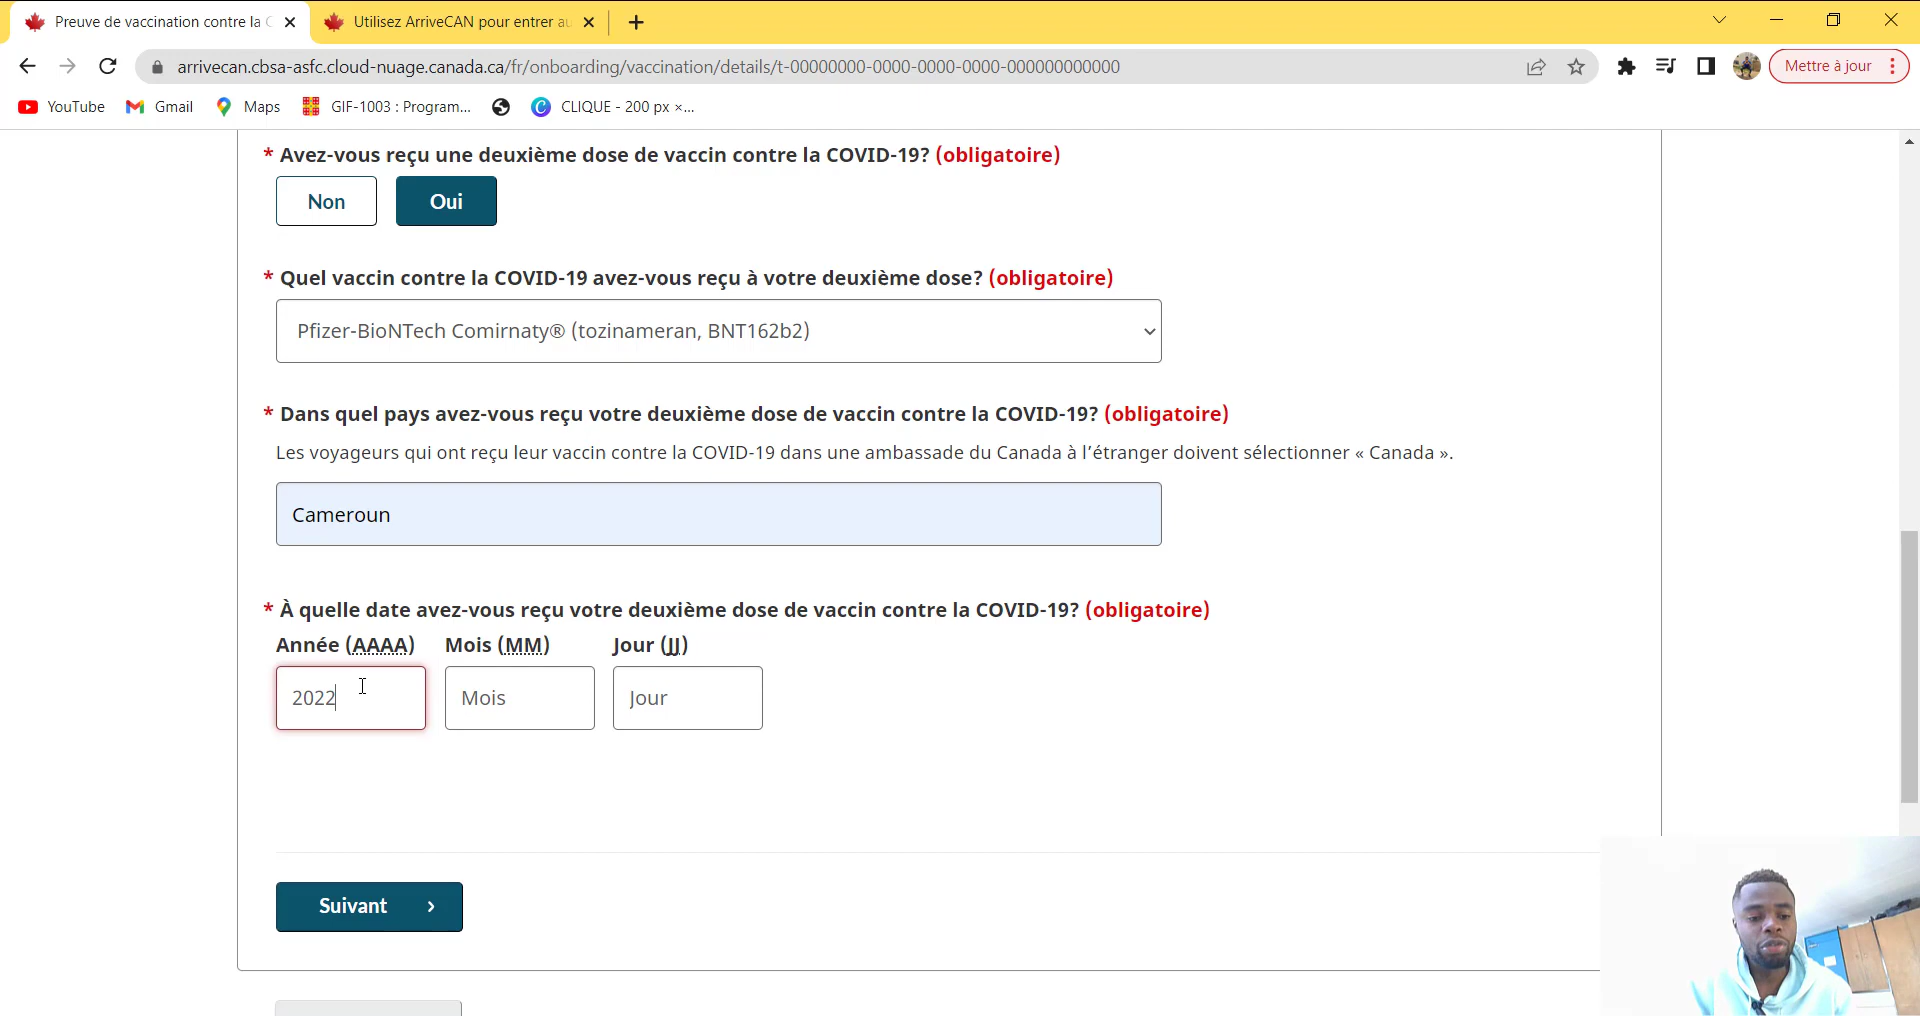 Preuve de vaccination contre la C
Utilisez ArriveCAN pour entrer au
arrivecan.cbsa-asfc.cloud-nuage.canada.ca/fr/onboarding/vaccination/details/t-00000000-0000-0000-0000-000000000000
Mettre à jour
YouTube
Gmail
Maps
GIF-1003 : Program...
CLIQUE - 200 px ×...
* Avez-vous reçu une deuxième dose de vaccin contre la COVID-19? (obligatoire)
Non
Oui
* Quel vaccin contre la COVID-19 avez-vous reçu à votre deuxième dose? (obligatoire)
Pfizer-BioNTech Comirnaty® (tozinameran, BNT162b2)
* Dans quel pays avez-vous reçu votre deuxième dose de vaccin contre la COVID-19? (obligatoire)
Les voyageurs qui ont reçu leur vaccin contre la COVID-19 dans une ambassade du Canada à l’étranger doivent sélectionner « Canada ».
Cameroun
* À quelle date avez-vous reçu votre deuxième dose de vaccin contre la COVID-19? (obligatoire)
Année (AAAA) Mois (MM) Jour (JJ)
2022 Mois Jour
Suivant